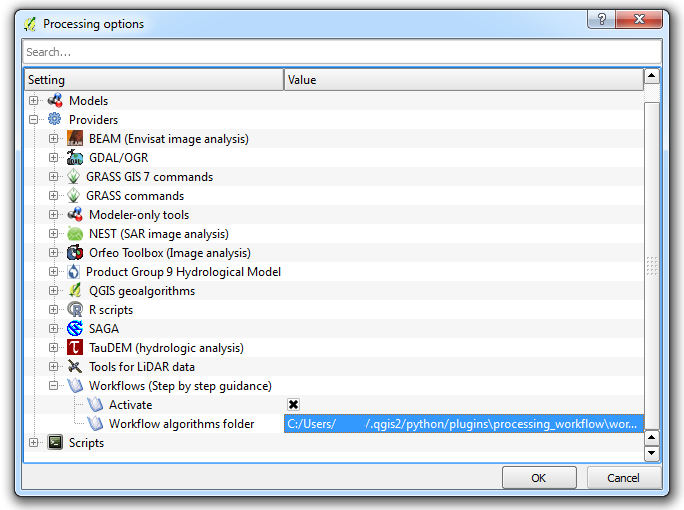 Processing options
Search...
Setting Value
Models
Providers
BEAM (Envisat image analysis)
GDAL/OGR
GRASS GIS 7 commands
GRASS commands
Modeler-only tools
NEST (SAR image analysis)
Orfeo Toolbox (Image analysis)
Product Group 9 Hydrological Model
QGIS geoalgorithms
R scripts
SAGA
TauDEM (hydrologic analysis)
Tools for LiDAR data
Workflows (Step by step guidance)
Activate
Workflow algorithms folder C:/Users/ /.qgis2/python/plugins\processing_workflow\wor...
Scripts
OK Cancel